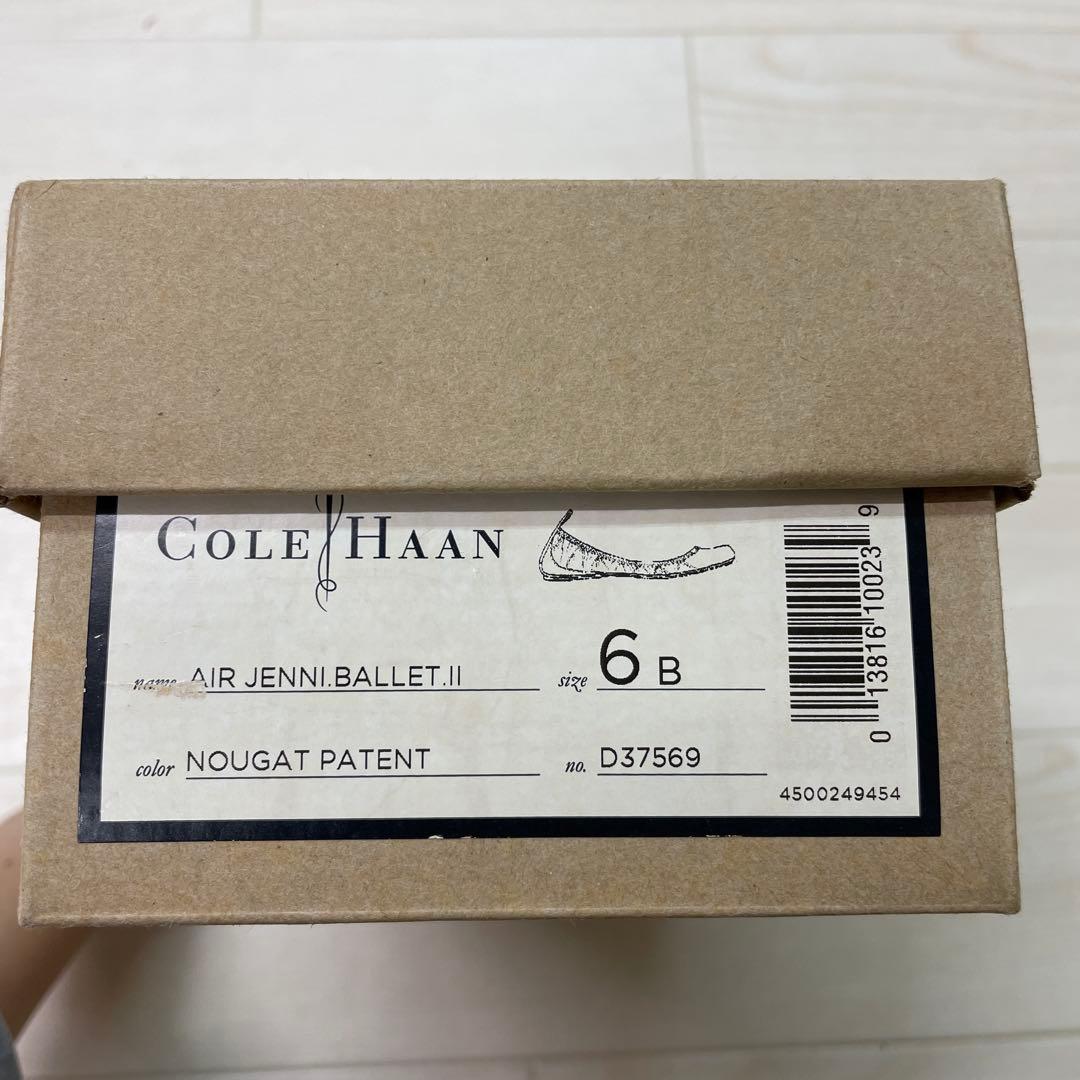 COLE HAAN
name AIR JENNI.BALLET.II
size 6 B
color NOUGAT PATENT
no. D37569
0 13816 10023 9
4500249454